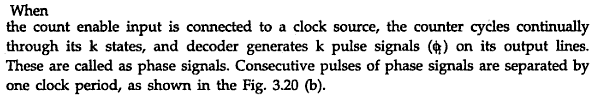 When
the count enable input is connected to a clock source, the counter cycles continually
through its k states, and decoder generates k pulse signals (ϕ) on its output lines.
These are called as phase signals. Consecutive pulses of phase signals are separated by
one clock period, as shown in the Fig. 3.20 (b).